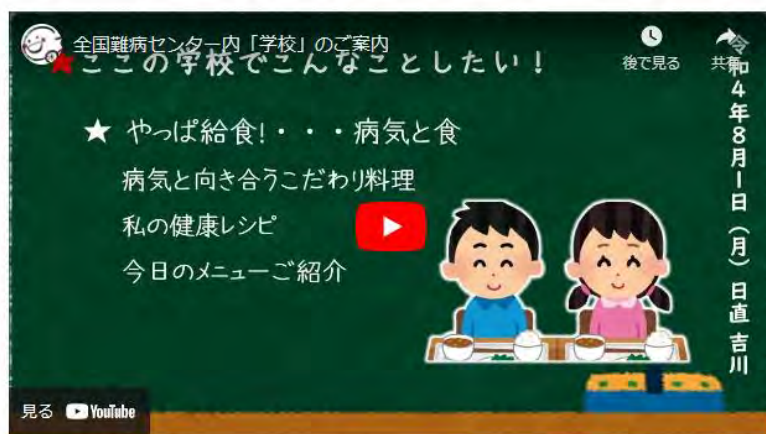 全国難病センター内「学校」のご案内
後で見る
共有
★ここの学校でこんなことしたい！
★ やっぱ給食!・・・病気と食
病気と向き合うこだわり料理
私の健康レシピ
今日のメニューご紹介
令和4年8月1日（月）日直 吉川
見る YouTube